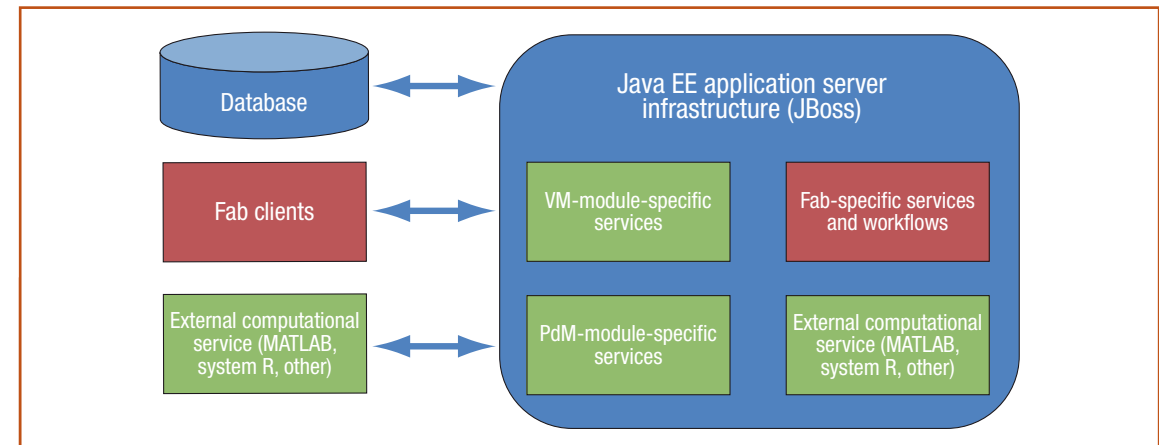 Database
Java EE application server
infrastructure (JBoss)
Fab clients
VM-module-specific
services
Fab-specific services
and workflows
External computational
service (MATLAB,
system R, other)
PdM-module-specific
services
External computational
service (MATLAB,
system R, other)